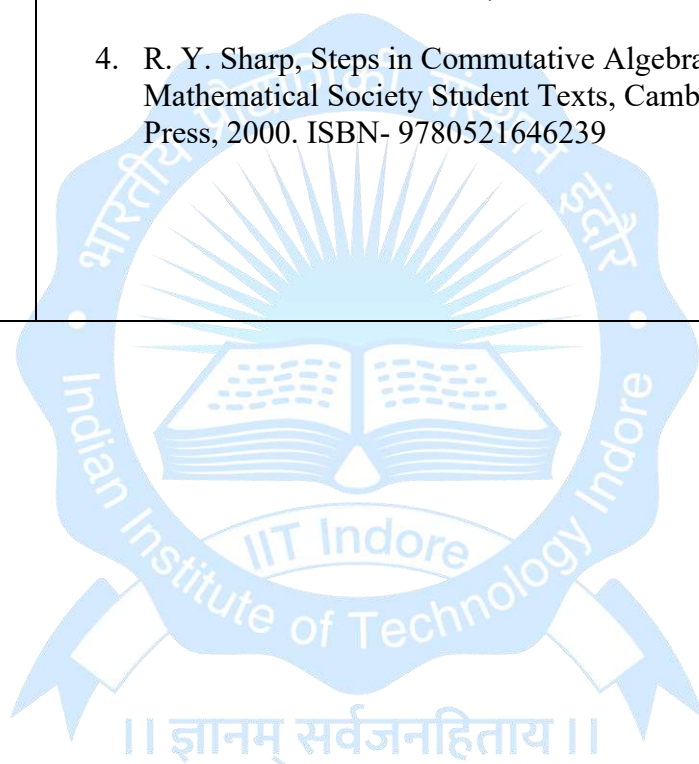 4. R. Y. Sharp, Steps in Commutative Algebra
Mathematical Society Student Texts, Camb
Press, 2000. ISBN- 9780521646239
भारतीय प्रौद्योगिकी संस्थान इंदौर
Indian Institute of Technology Indore
IIT Indore
।। ज्ञानम् सर्वजनहिताय ।।